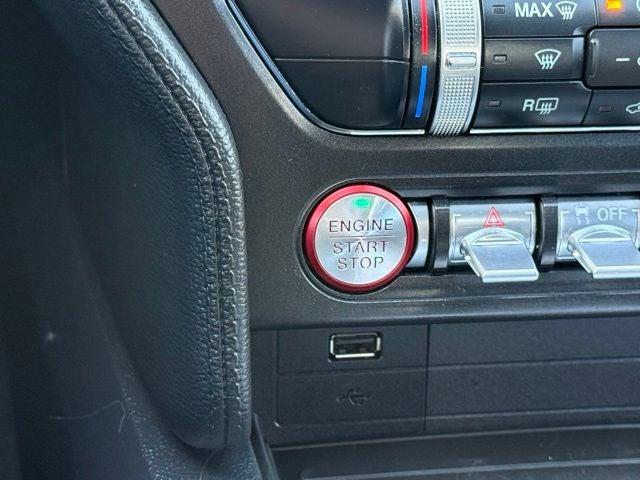 MAX
R
ENGINE
START
STOP
OFF